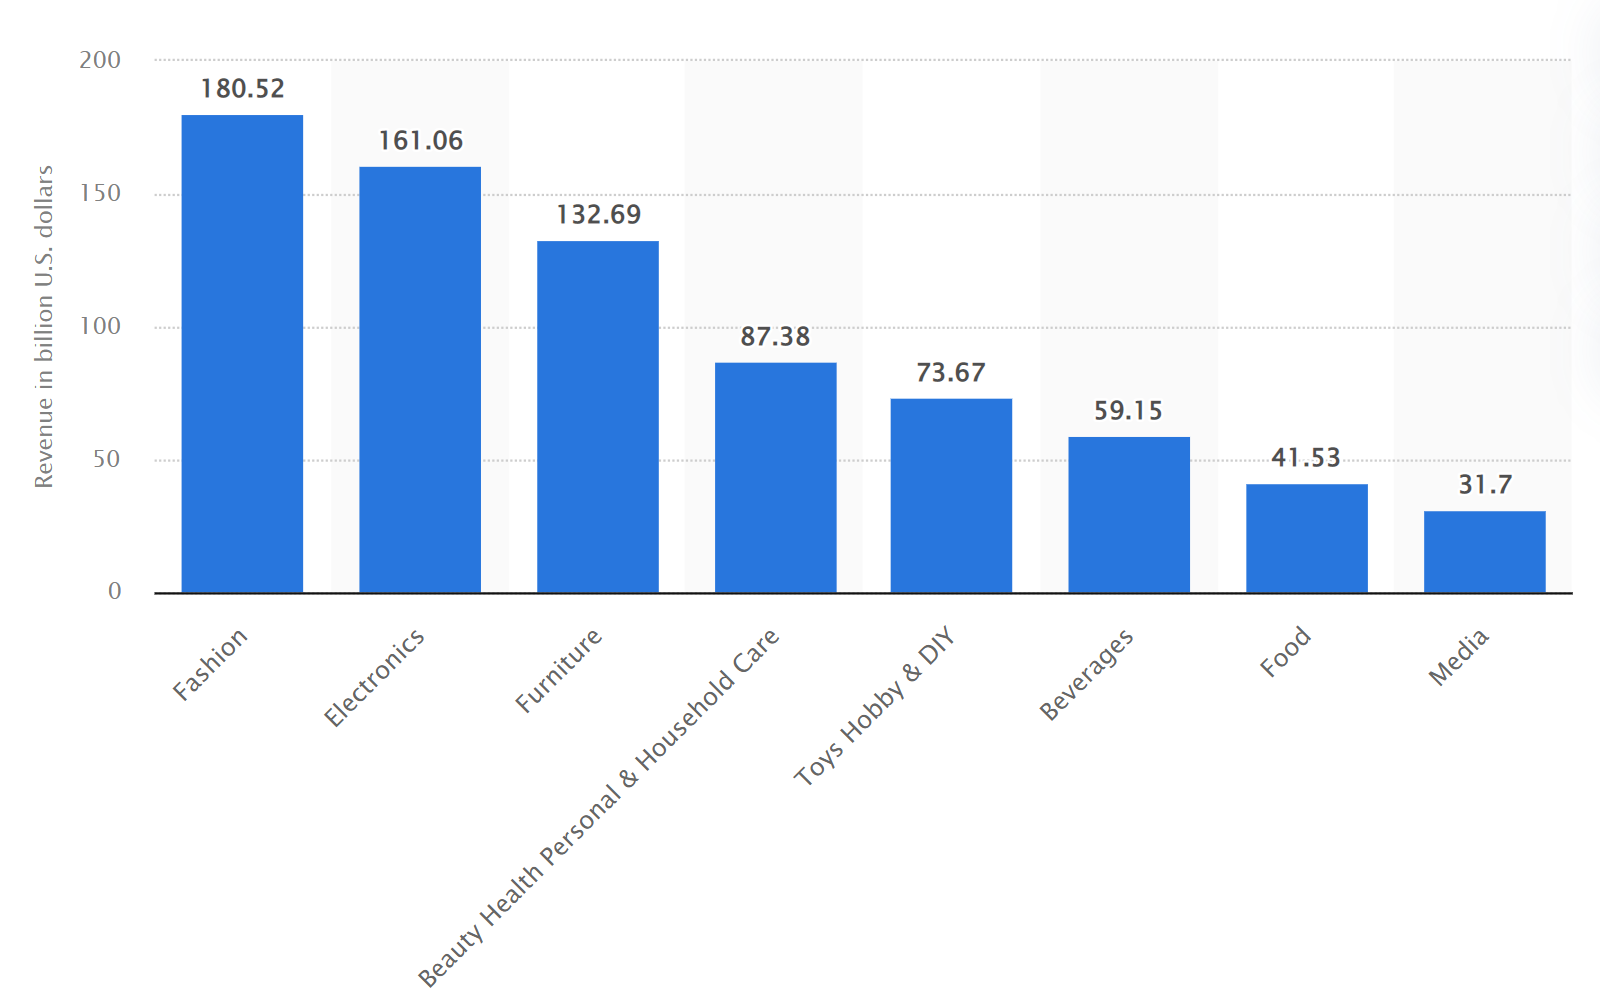 Revenue in billion U.S. dollars
200
150
100
50
0
180.52
161.06
132.69
87.38
73.67
59.15
41.53
31.7
Fashion
Electronics
Furniture
Beauty Health Personal & Household Care
Toys Hobby & DIY
Beverages
Food
Media